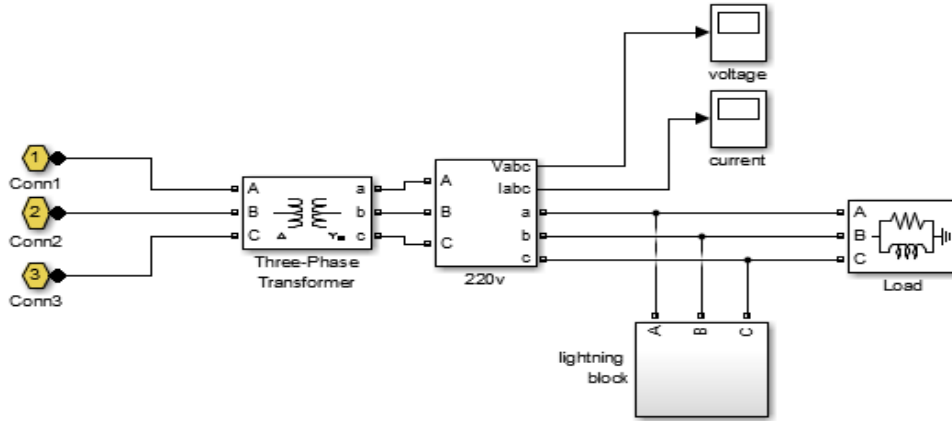 voltage
current
1
Conn1
2
Conn2
3
Conn3
A
B
C
a
b
c
Three-Phase
Transformer
A
B
C
Vabc
Iabc
a
b
c
220v
A
B
C
Load
A
B
C
lightning
block